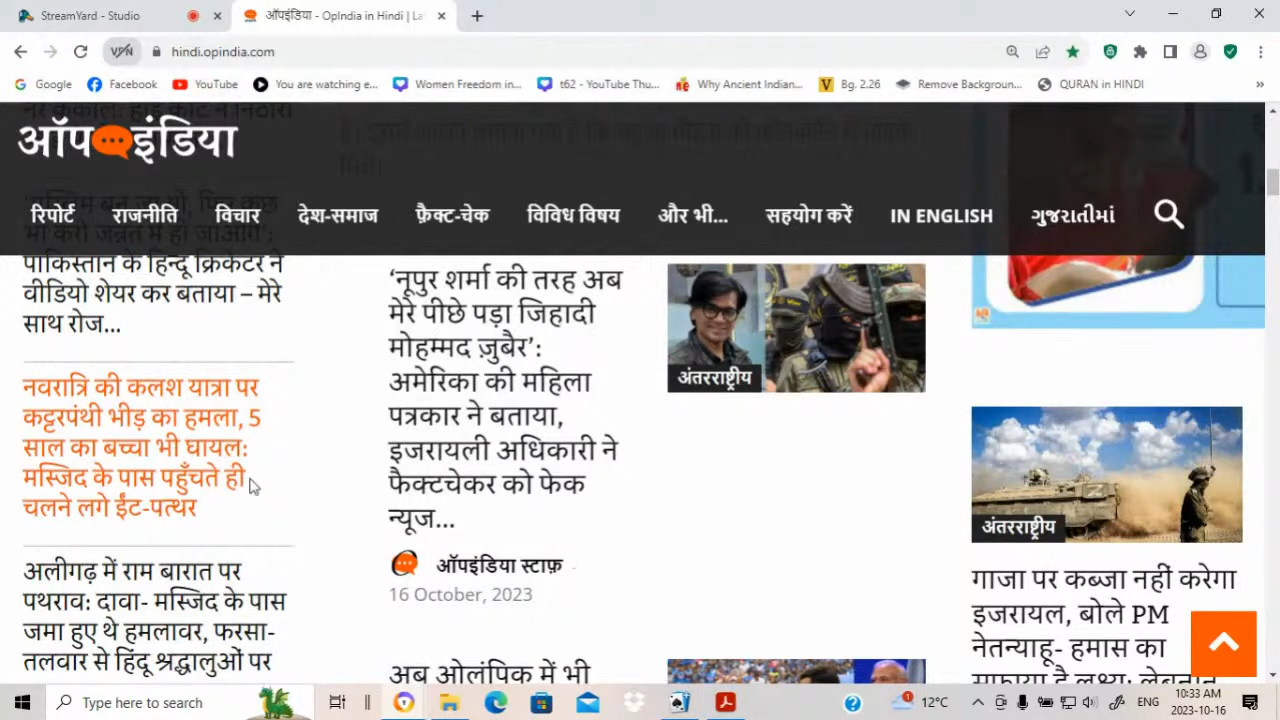 StreamYard - Studio
ऑपइंडिया - OpIndia in Hindi | La
hindi.opindia.com
Google
Facebook
YouTube
You are watching e...
Women Freedom in...
t62 - YouTube Thu...
Why Ancient Indian...
Bg. 2.26
Remove Backgroun...
QURAN in HINDI
ऑपइंडिया
रिपोर्ट
राजनीति
विचार
देश-समाज
फ़ैक्ट-चेक
विविध विषय
और भी...
सहयोग करें
IN ENGLISH
ગુજરાતીમાં
पाकिस्तान के हिन्दू क्रिकेटर ने
वीडियो शेयर कर बताया – मेरे
साथ रोज...
नवरात्रि की कलश यात्रा पर
कट्टरपंथी भीड़ का हमला, 5
साल का बच्चा भी घायल:
मस्जिद के पास पहुँचते ही
चलने लगे ईंट-पत्थर
अलीगढ़ में राम बारात पर
पथराव: दावा- मस्जिद के पास
जमा हुए थे हमलावर, फरसा-
तलवार से हिंदू श्रद्धालुओं पर
‘नूपुर शर्मा की तरह अब
मेरे पीछे पड़ा जिहादी
मोहम्मद ज़ुबैर’:
अमेरिका की महिला
पत्रकार ने बताया,
इजरायली अधिकारी ने
फैक्टचेकर को फेक
न्यूज...
ऑपइंडिया स्टाफ़ -
16 October, 2023
अब ओलंपिक में भी
अंतरराष्ट्रीय
अंतरराष्ट्रीय
गाजा पर कब्जा नहीं करेगा
इजरायल, बोले PM
नेतन्याहू- हमास का
सफाया है लक्ष्य: लेबनान
Type here to search
12°C
ENG
10:33 AM
2023-10-16